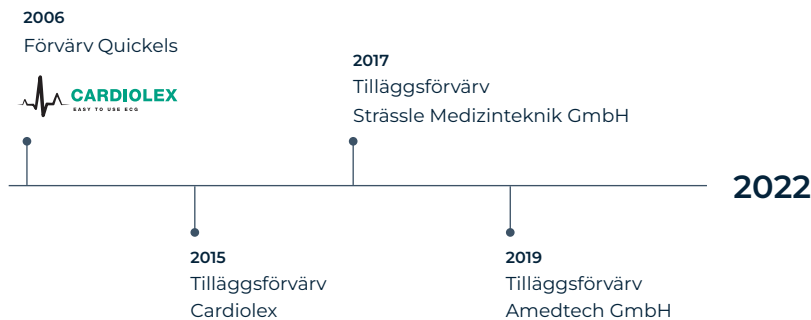 2006
Förvärv Quickels
CARDIOLEX
EASY TO USE ECG
2017
Tilläggsförvärv
Strässle Medizinteknik GmbH
2022
2015
Tilläggsförvärv
Cardiolex
2019
Tilläggsförvärv
Amedtech GmbH